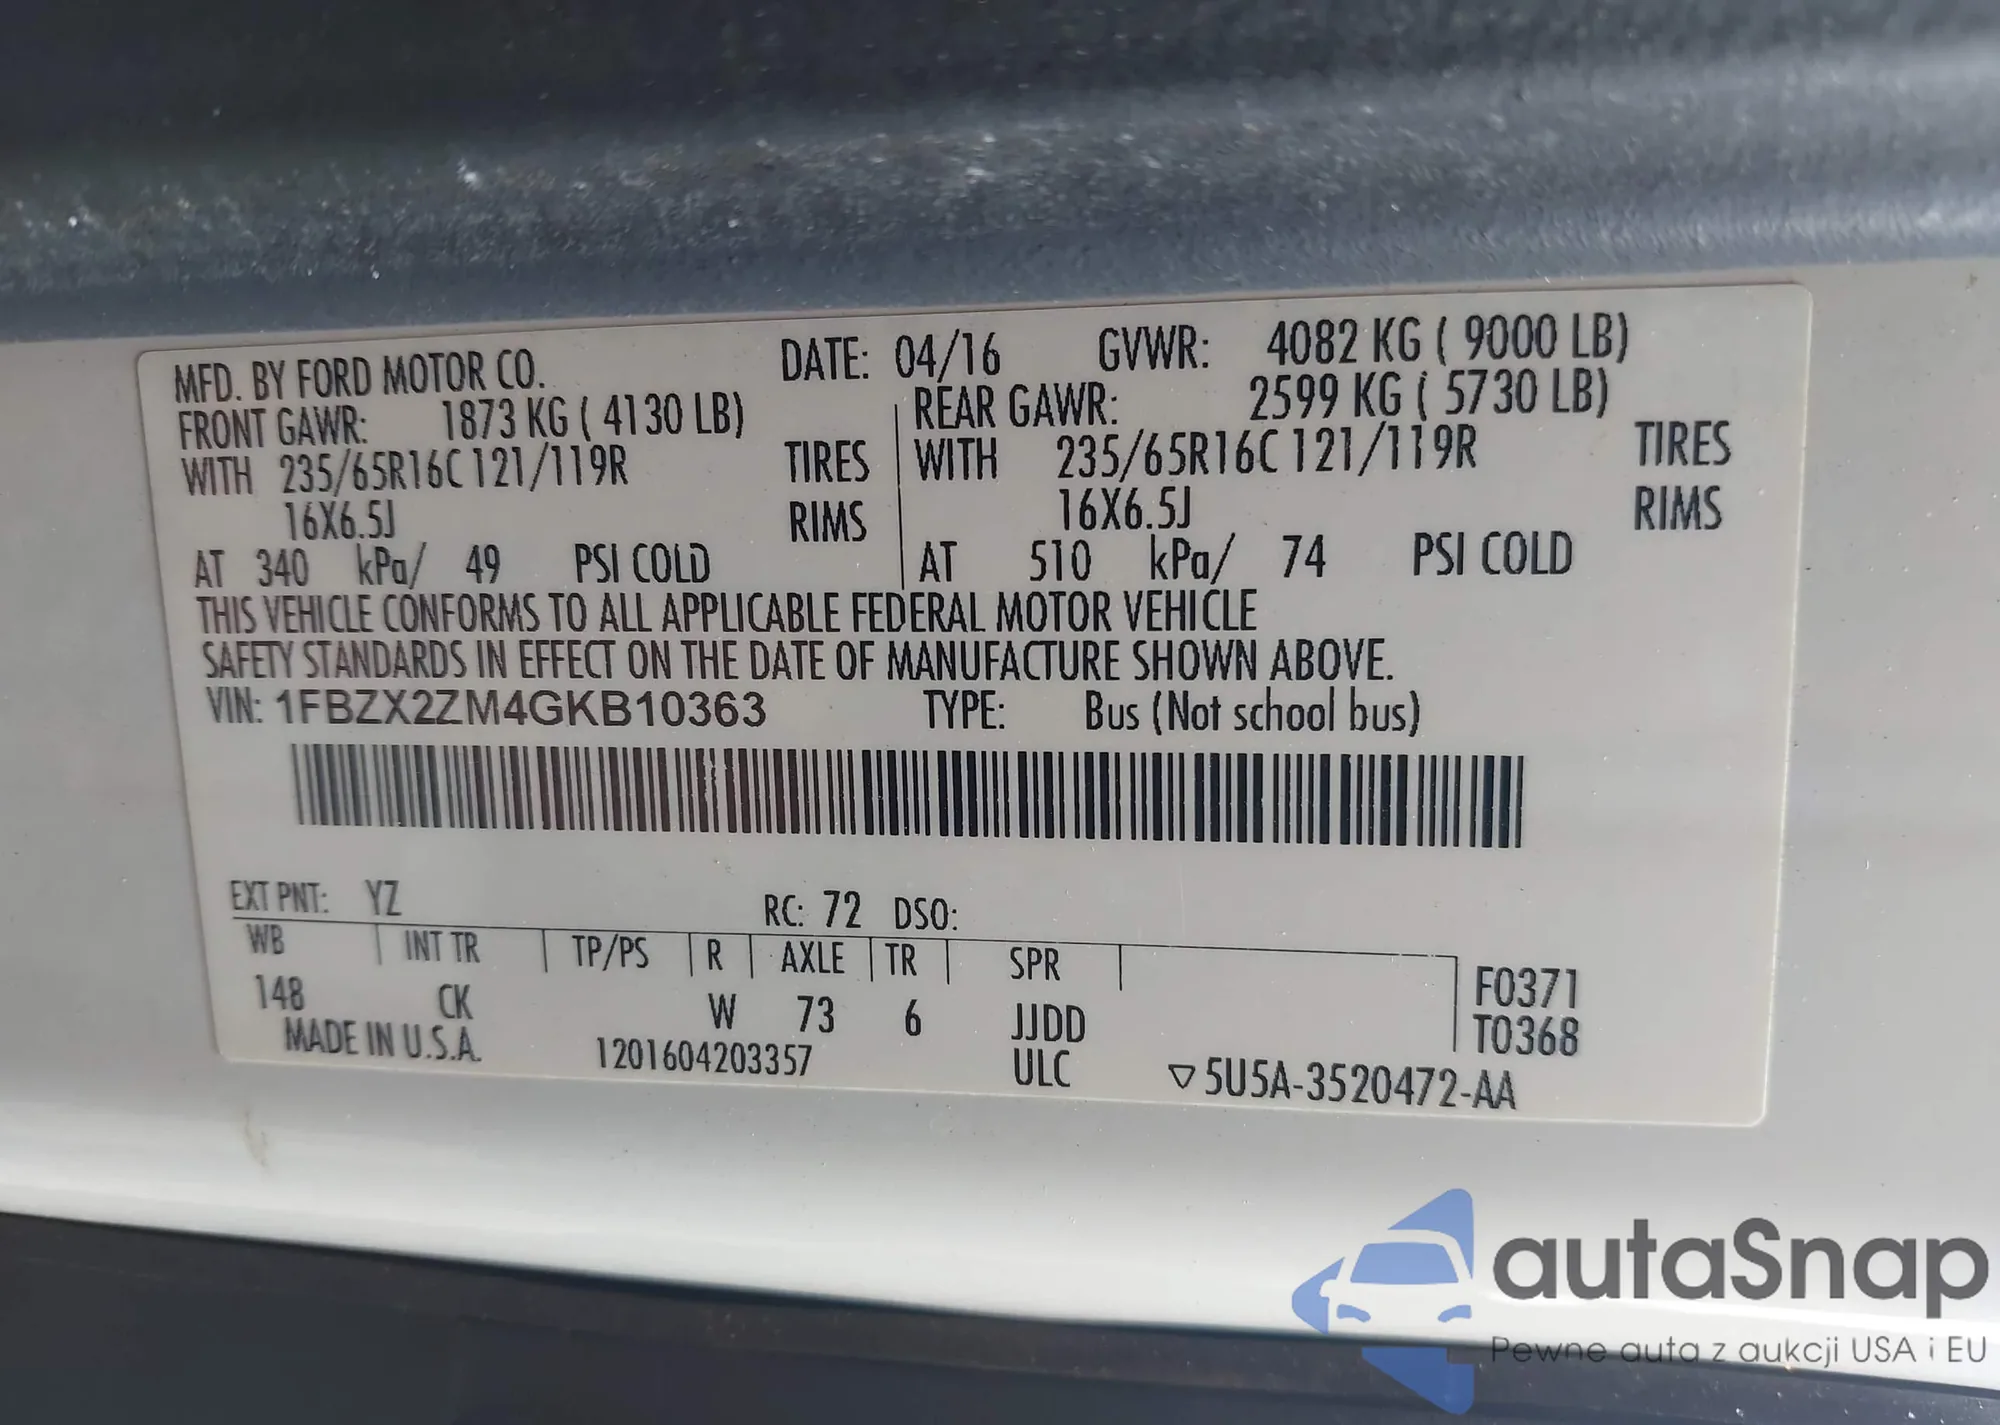 MFD. BY FORD MOTOR CO. DATE: 04/16 GVWR: 4082 KG ( 9000 LB)
FRONT GAWR: 1873 KG ( 4130 LB) REAR GAWR: 2599 KG ( 5730 LB)
WITH 235/65R16C 121/119R TIRES WITH 235/65R16C 121/119R TIRES
16X6.5J RIMS 16X6.5J RIMS
AT 340 kPa/ 49 PSI COLD AT 510 kPa/ 74 PSI COLD
THIS VEHICLE CONFORMS TO ALL APPLICABLE FEDERAL MOTOR VEHICLE
SAFETY STANDARDS IN EFFECT ON THE DATE OF MANUFACTURE SHOWN ABOVE.
VIN: 1FBZX2ZM4GKB10363 TYPE: Bus (Not school bus)
EXT PNT: YZ RC: 72 DSO:
WB INT TR TP/PS R AXLE TR SPR F0371
148 CK W 73 6 JJDD T0368
MADE IN U.S.A. 1201604203357 ULC ▽5U5A-3520472-AA
autaSnap
Pewne auta z aukcji USA i EU